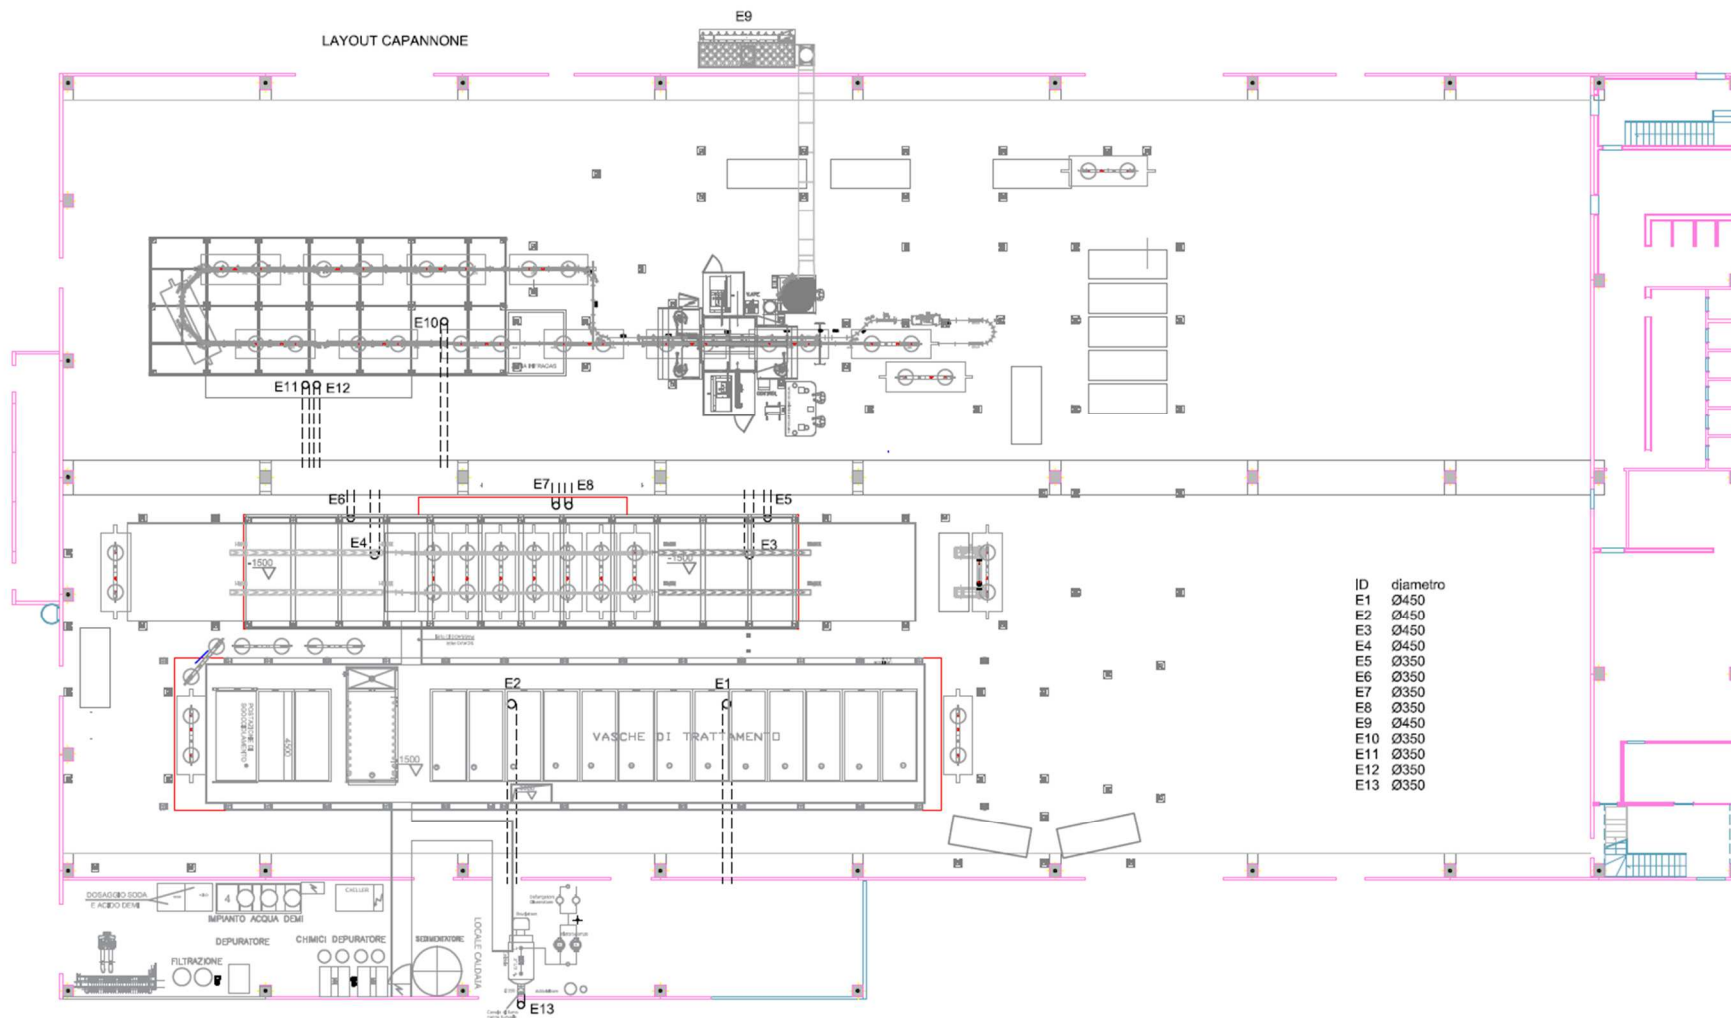 E9
LAYOUT CAPANNONE
E10
E11
E12
E7
E8
E6
E5
E4
E3
-1500
-1500
ID diametro
E1 Ø450
E2 Ø450
E3 Ø450
E4 Ø450
E5 Ø350
E6 Ø350
E7 Ø350
E8 Ø350
E9 Ø450
E10 Ø350
E11 Ø350
E12 Ø350
E13 Ø350
E2
E1
VASCHE DI TRATTAMENTO
4500
-1500
DOSAGGIO SODA
E ACIDO DEMI
4
CHILLER
IMPIANTO ACQUA DEMI
DEPURATORE
CHIMICI DEPURATORE
SEDIMENTATORE
LOCALE CALDAIA
FILTRAZIONE
E13